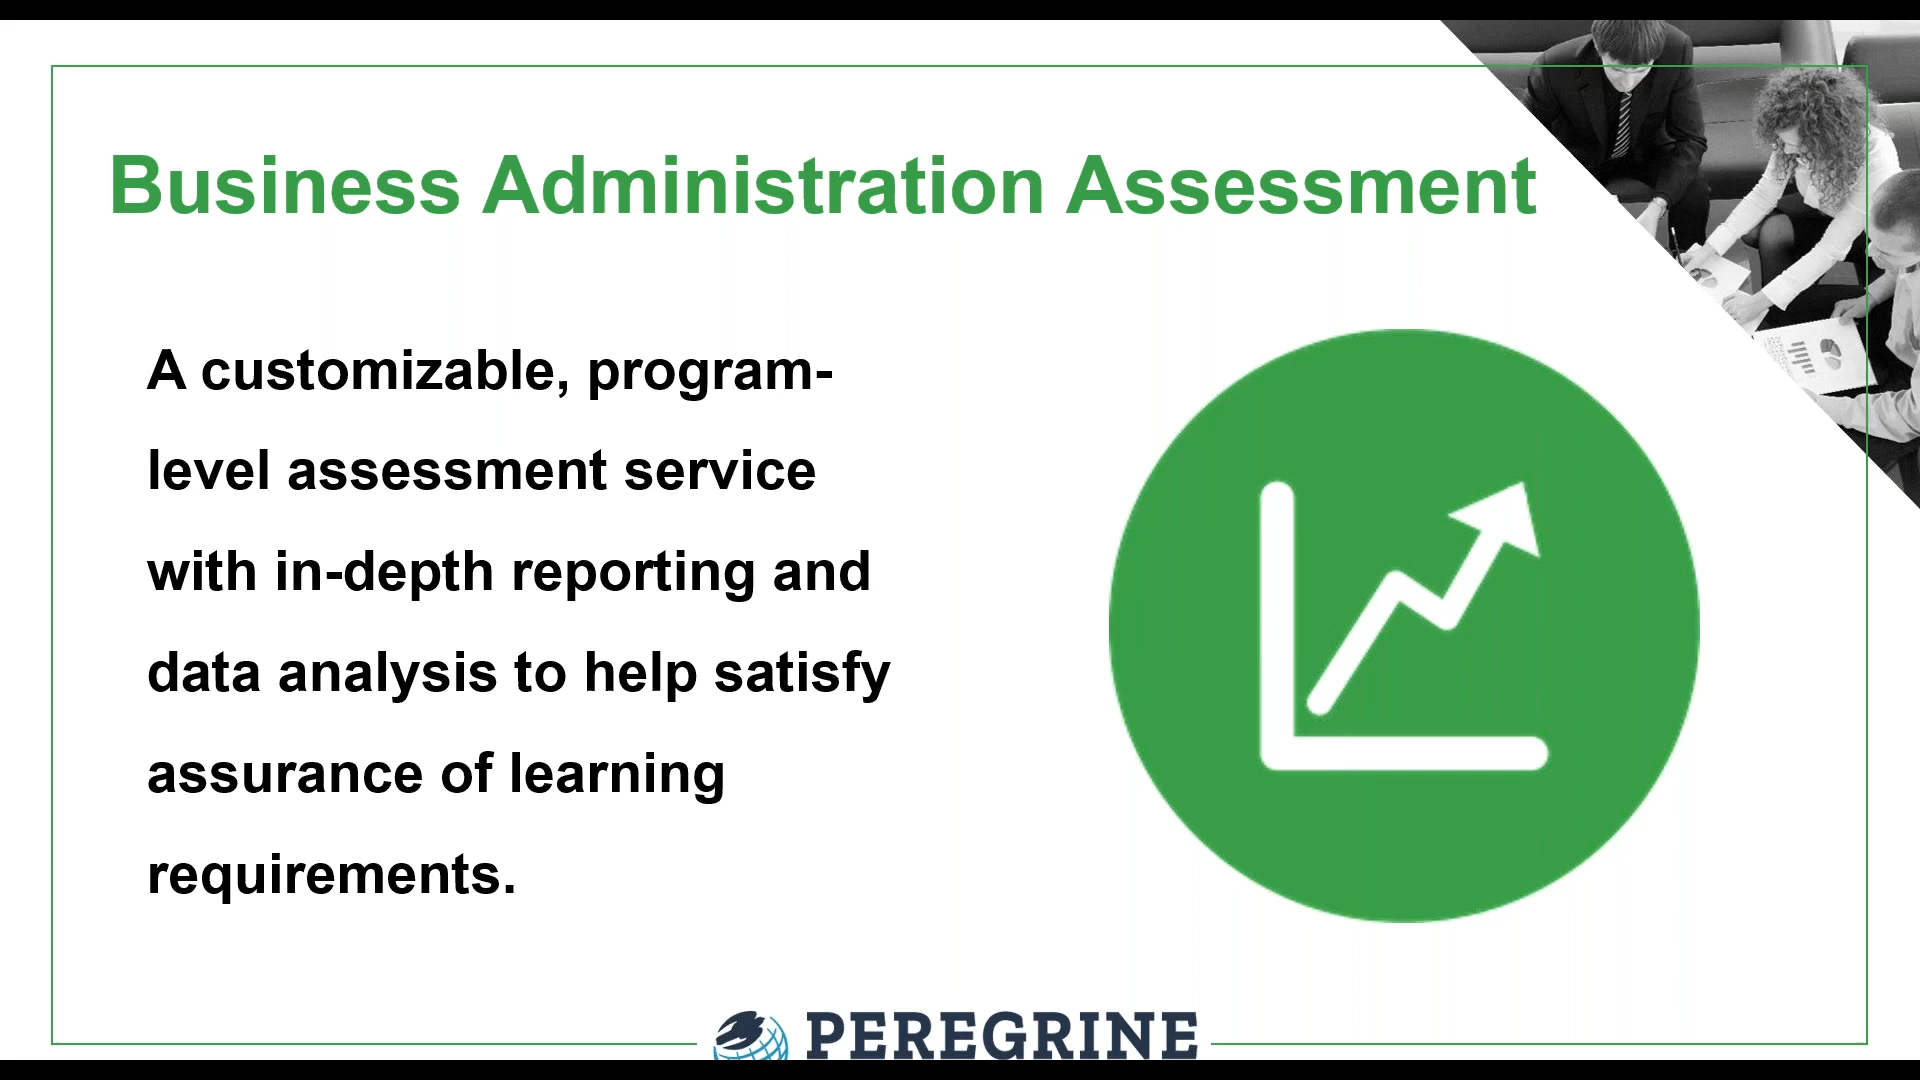 Business Administration Assessment
A customizable, program-
level assessment service
with in-depth reporting and
data analysis to help satisfy
assurance of learning
requirements.
PEREGRINE